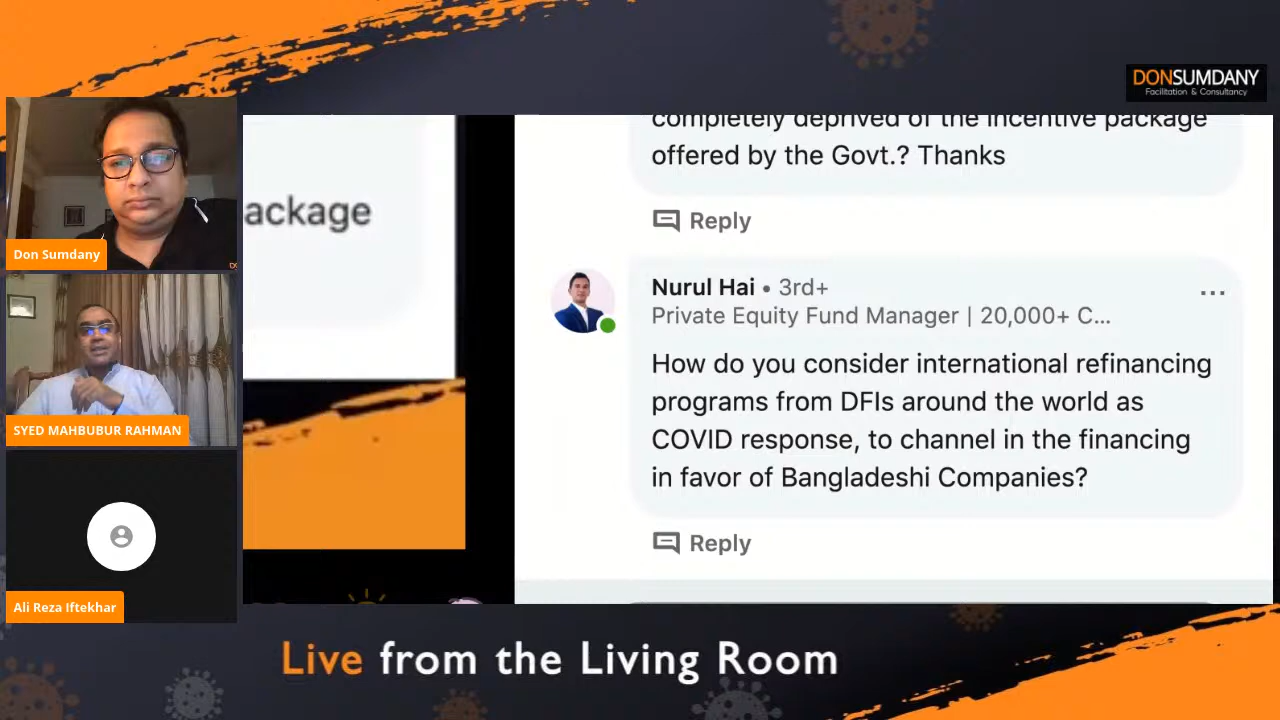 DONSUMDANY
Facilitation & Consultancy
Don Sumdany
SYED MAHBUBUR RAHMAN
Ali Reza Iftekhar
ackage
completely deprived of the incentive package
offered by the Govt.? Thanks
Reply
Nurul Hai • 3rd+
...
Private Equity Fund Manager | 20,000+ C...
How do you consider international refinancing
programs from DFIs around the world as
COVID response, to channel in the financing
in favor of Bangladeshi Companies?
Reply
Live from the Living Room